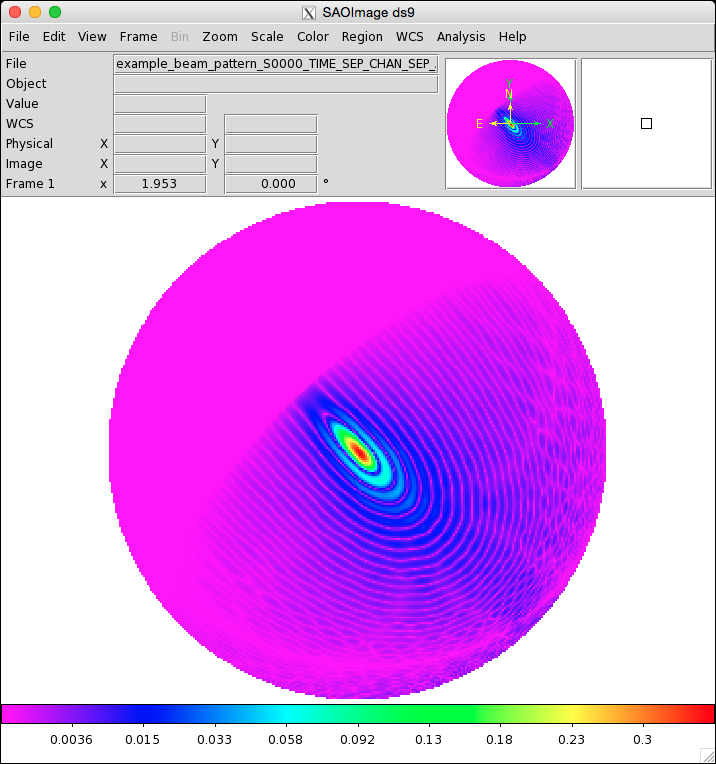 SAOImage ds9
File Edit View Frame Bin Zoom Scale Color Region WCS Analysis Help
File example_beam_pattern_S0000_TIME_SEP_CHAN_SEP_.
Object
Value
WCS
Physical X Y
Image X Y
Frame 1 x 1.953 0.000 °
N
E X
0.0036 0.015 0.033 0.058 0.092 0.13 0.18 0.23 0.3